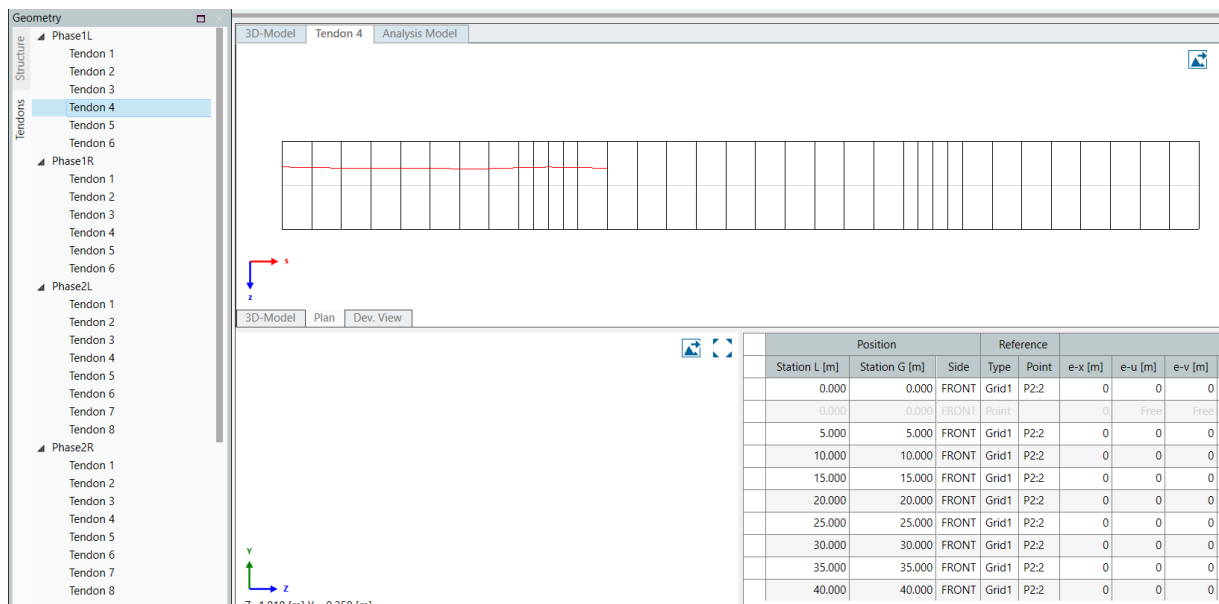 Geometry
Structure
Tendons
Phase1L
Tendon 1
Tendon 2
Tendon 3
Tendon 4
Tendon 5
Tendon 6
Phase1R
Tendon 1
Tendon 2
Tendon 3
Tendon 4
Tendon 5
Tendon 6
Phase2L
Tendon 1
Tendon 2
Tendon 3
Tendon 4
Tendon 5
Tendon 6
Tendon 7
Tendon 8
Phase2R
Tendon 1
Tendon 2
Tendon 3
Tendon 4
Tendon 5
Tendon 6
Tendon 7
Tendon 8
3D-Model Tendon 4 Analysis Model
s
z
3D-Model Plan Dev. View
Y
Z
Position Reference
Station L [m] Station G [m] Side Type Point e-x [m] e-u [m] e-v [m]
0.000 0.000 FRONT Grid1 P2:2 0 0 0
0.000 0.000 FRONT Point 0 Free Free
5.000 5.000 FRONT Grid1 P2:2 0 0 0
10.000 10.000 FRONT Grid1 P2:2 0 0 0
15.000 15.000 FRONT Grid1 P2:2 0 0 0
20.000 20.000 FRONT Grid1 P2:2 0 0 0
25.000 25.000 FRONT Grid1 P2:2 0 0 0
30.000 30.000 FRONT Grid1 P2:2 0 0 0
35.000 35.000 FRONT Grid1 P2:2 0 0 0
40.000 40.000 FRONT Grid1 P2:2 0 0 0